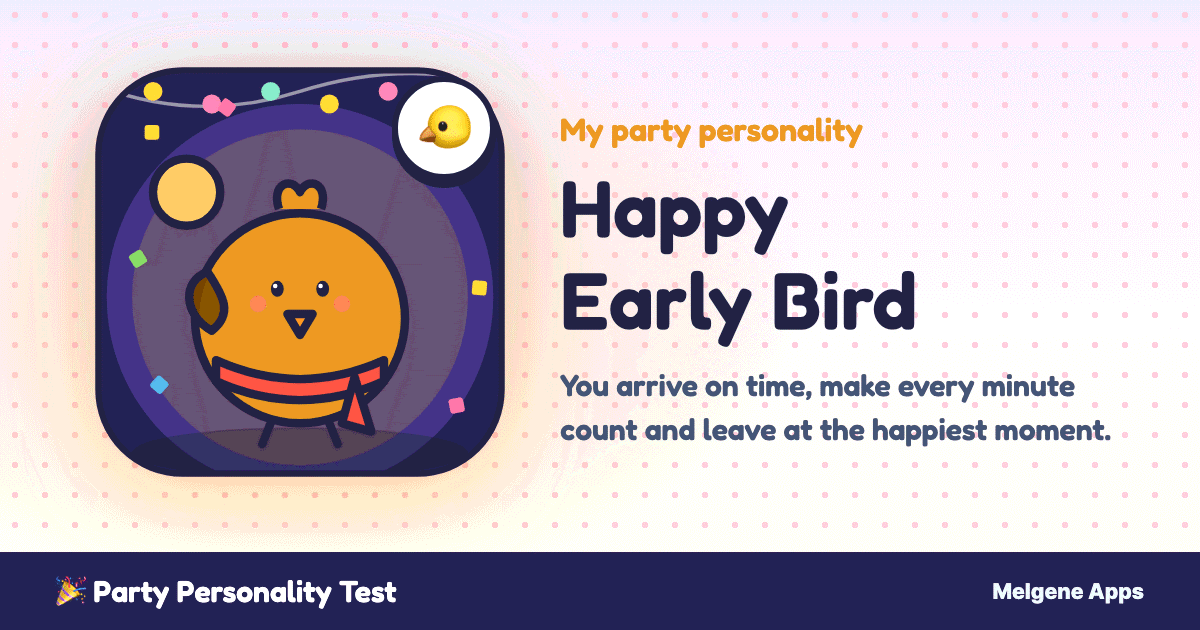 My party personality
Happy
Early Bird
You arrive on time, make every minute
count and leave at the happiest moment.
Party Personality Test
Melgene Apps